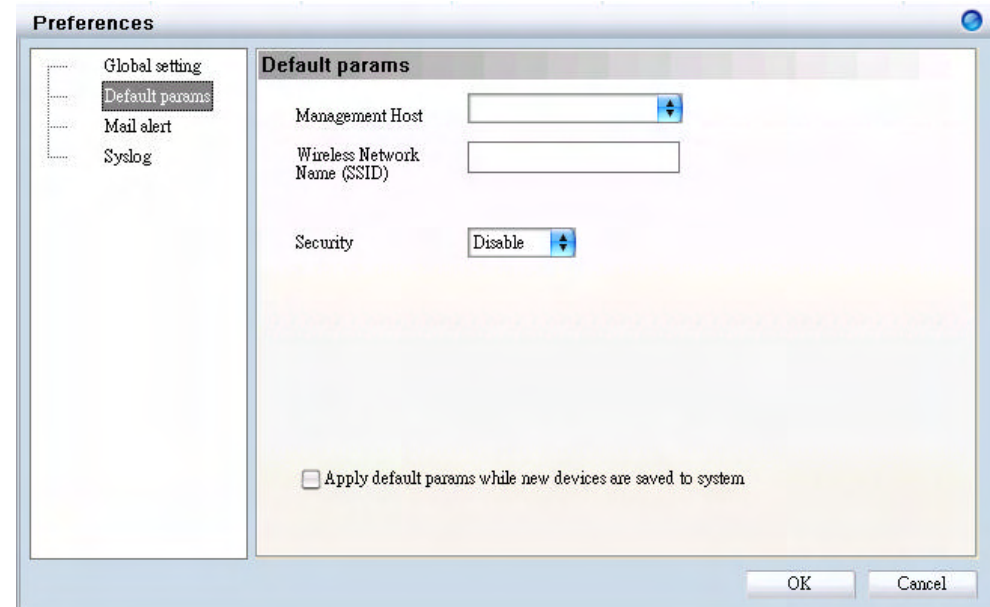 Preferences
Global setting
Default params
Mail alert
Syslog
Default params
Management Host
Wireless Network
Name (SSID)
Security
Disable
Apply default params while new devices are saved to system
OK
Cancel